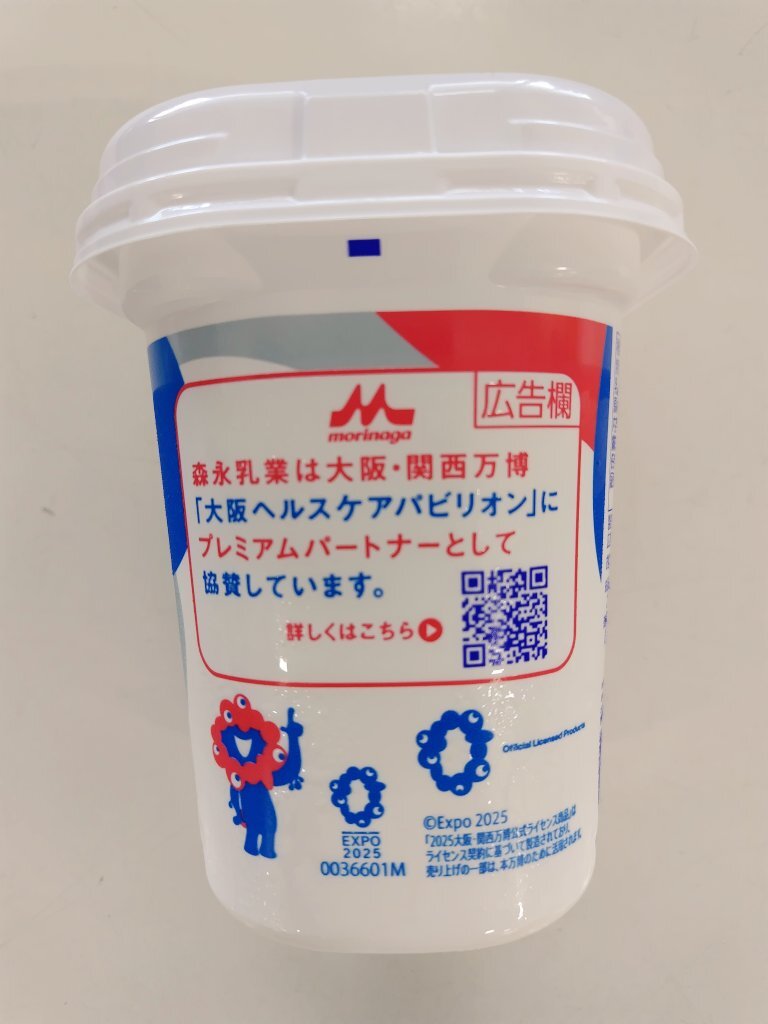 morinaga
広告欄
森永乳業は大阪・関西万博
「大阪ヘルスケアパビリオン」に
プレミアムパートナーとして
協賛しています。
詳しくはこちら
Official Licensed Products
EXPO
2025
0036601M
©Expo 2025
「2025大阪・関西万博公式ライセンス商品」は
ライセンス契約に基づいて製造されており、
売り上げの一部は、本万博のために活用されます。